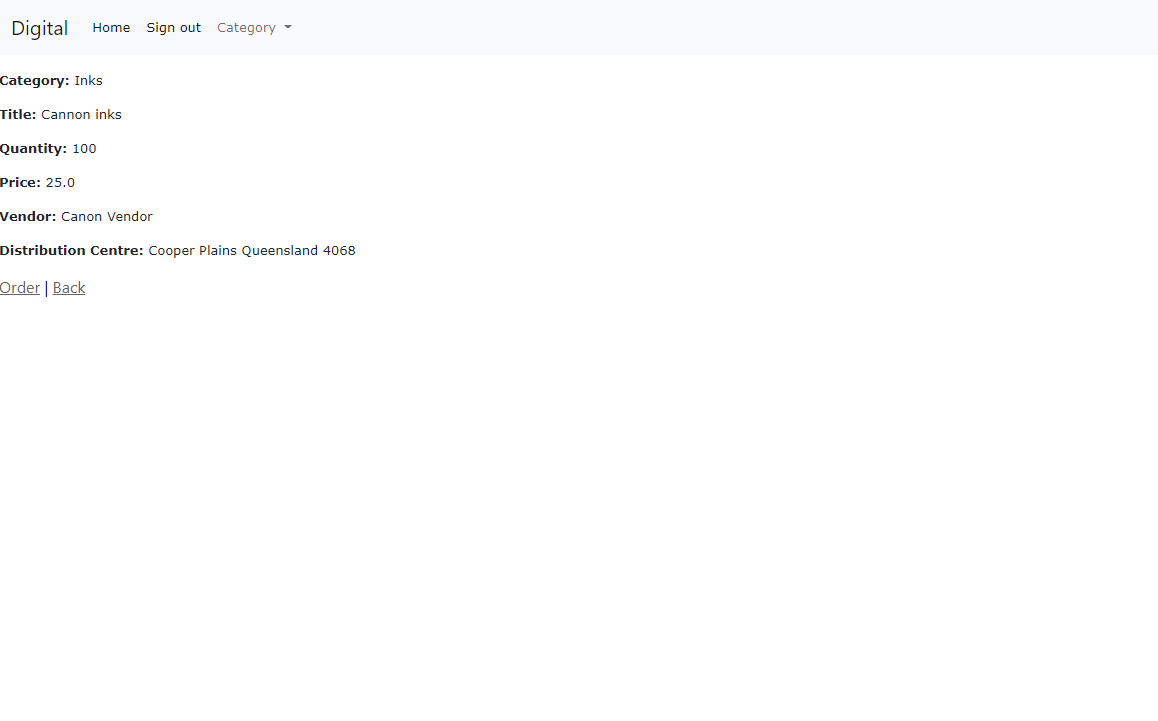 Digital Home Sign out Category
Category: Inks
Title: Cannon inks
Quantity: 100
Price: 25.0
Vendor: Canon Vendor
Distribution Centre: Cooper Plains Queensland 4068
Order | Back